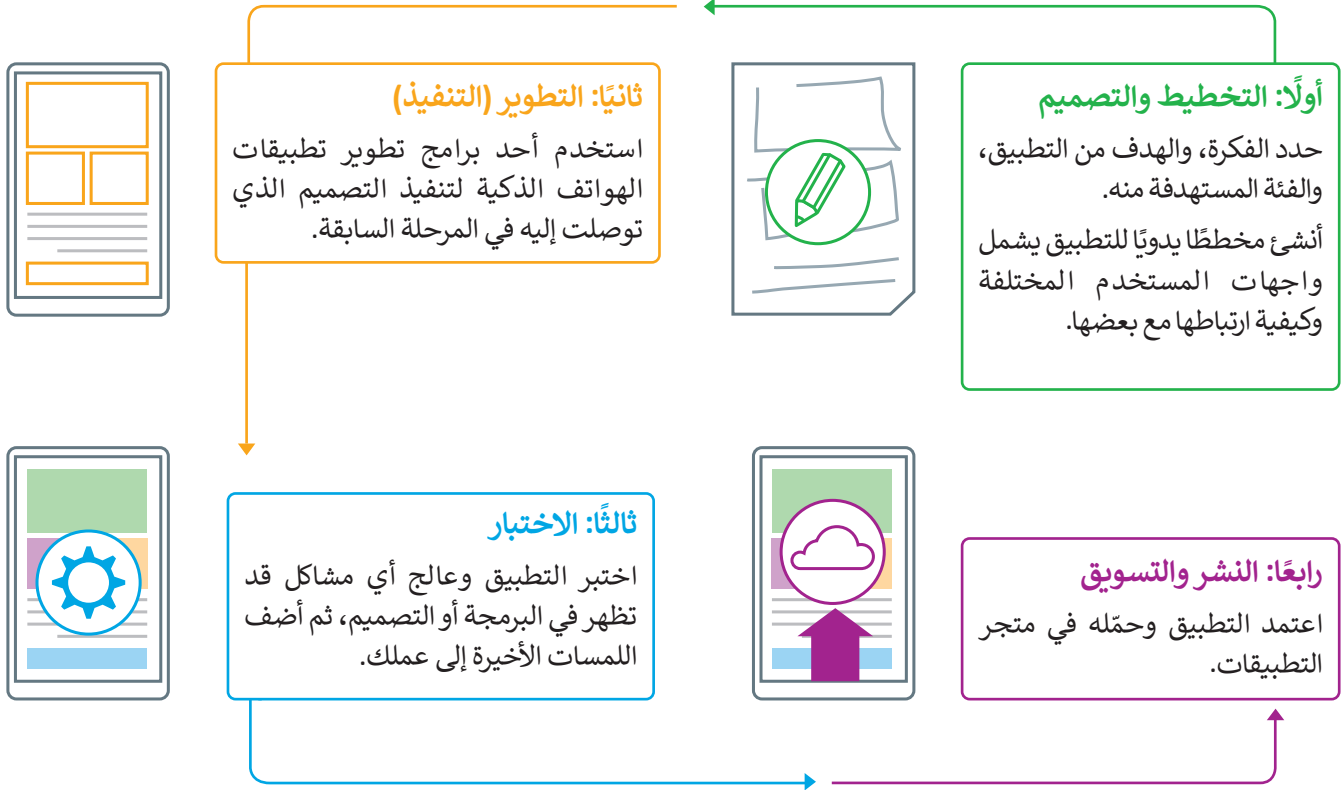 أولًا: التخطيط والتصميم
حدد الفكرة، والهدف من التطبيق،
والفئة المستهدفة منه.
أنشئ مخططًا يدويًا للتطبيق يشمل
واجهات المستخدم المختلفة
وكيفية ارتباطها مع بعضها.
ثانيًا: التطوير (التنفيذ)
استخدم أحد برامج تطوير تطبيقات
الهواتف الذكية لتنفيذ التصميم الذي
توصلت إليه في المرحلة السابقة.
ثالثًا: الاختبار
اختبر التطبيق وعالج أي مشاكل قد
تظهر في البرمجة أو التصميم، ثم أضف
اللمسات الأخيرة إلى عملك.
رابعًا: النشر والتسويق
اعتمد التطبيق وحمّله في متجر
التطبيقات.